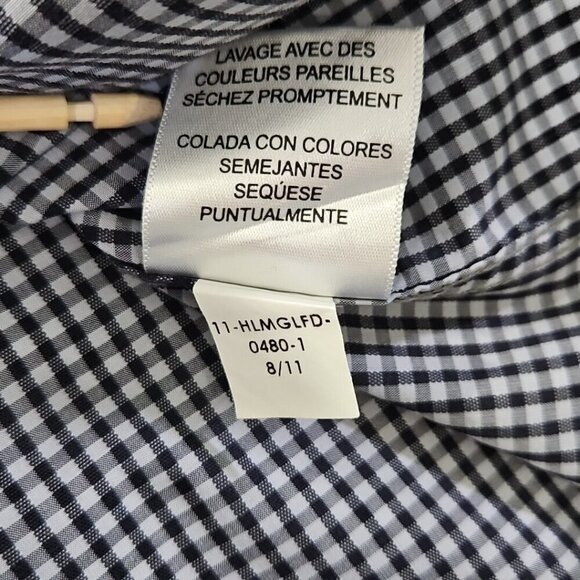 LAVAGE AVEC DES
COULEURS PAREILLES
SÉCHEZ PROMPTEMENT
COLADA CON COLORES
SEMEJANTES
SEQÚESE
PUNTUALMENTE
11-HLMGLFD-
0480-1
8/11